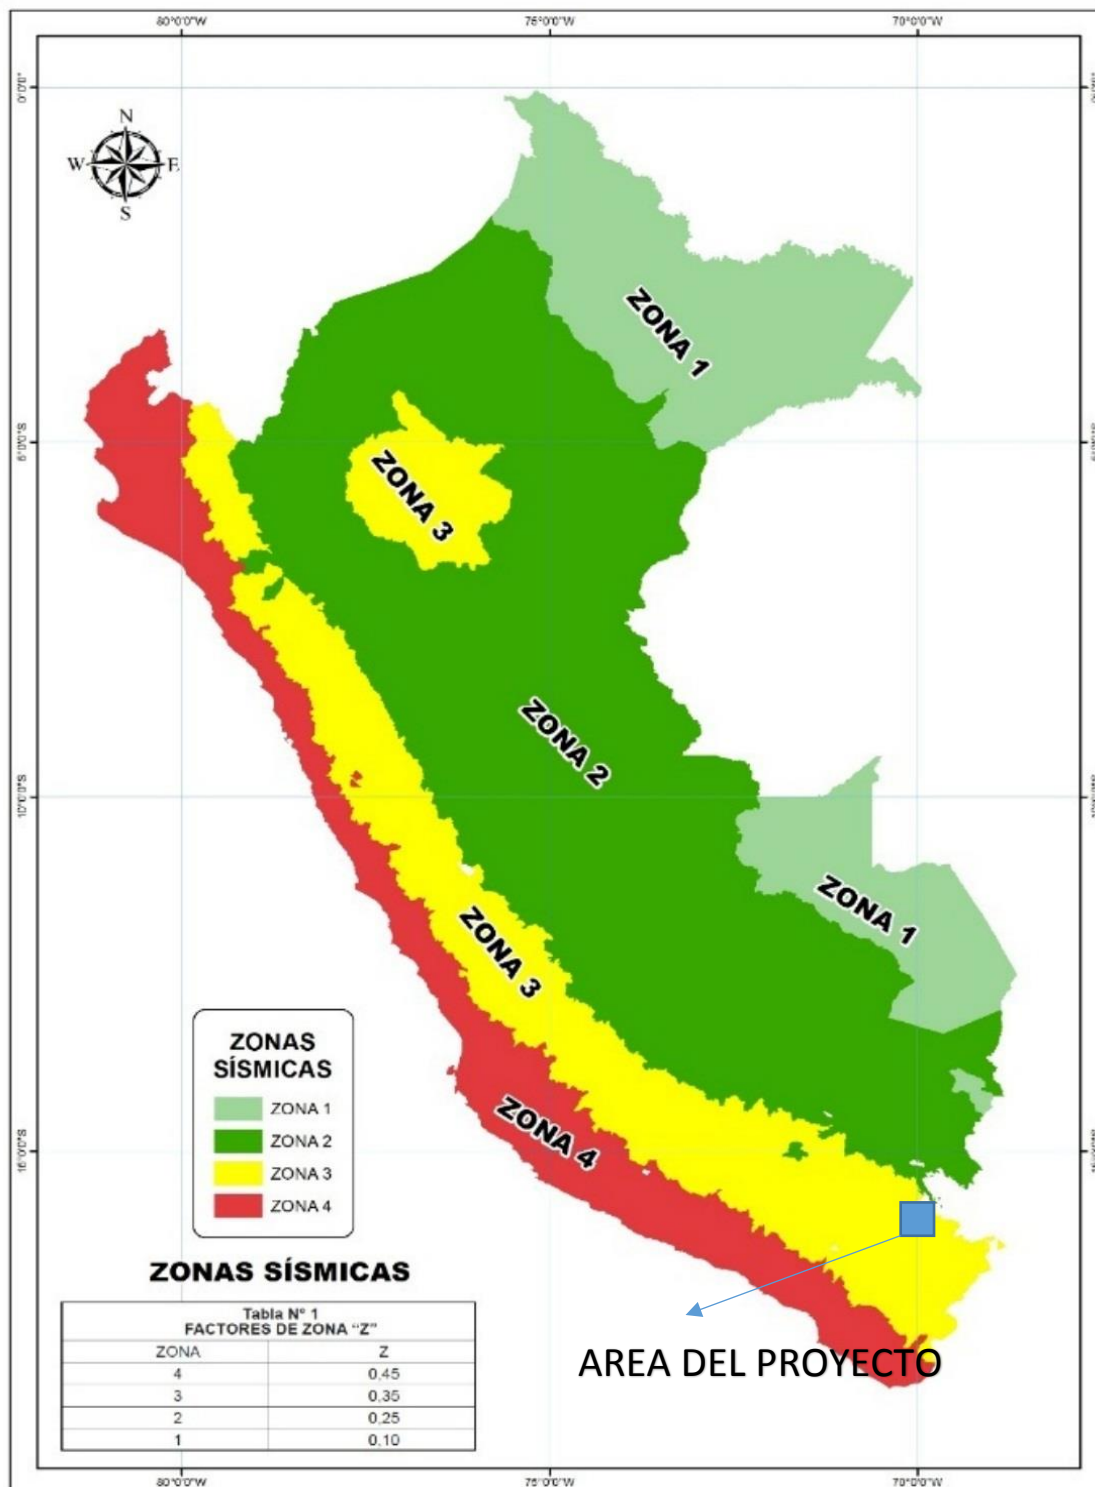 80°0'0"W 75°0'0"W 70°0'0"W
0°0'0"
N
W E
S
ZONA 1
5°0'0"S
ZONA 3
ZONA 2
10°0'0"S
ZONA 1
ZONA 3
ZONAS
SÍSMICAS
ZONA 1
ZONA 2
ZONA 3
ZONA 4
ZONA 4
15°0'0"S
ZONAS SÍSMICAS
Tabla N° 1
FACTORES DE ZONA "Z"
ZONA Z
4 0,45
3 0,35
2 0,25
1 0,10
AREA DEL PROYECTO
80°0'0"W 75°0'0"W 70°0'0"W